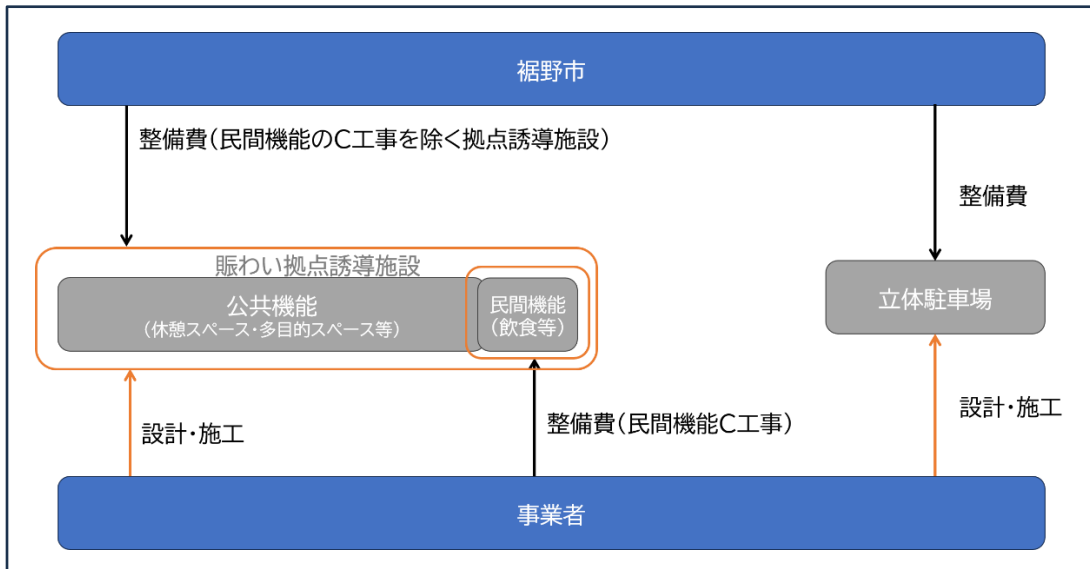 裾野市
整備費(民間機能のC工事を除く拠点誘導施設)
整備費
賑わい拠点誘導施設
公共機能
(休憩スペース・多目的スペース等)
民間機能
(飲食等)
立体駐車場
設計・施工
整備費(民間機能C工事)
設計・施工
事業者